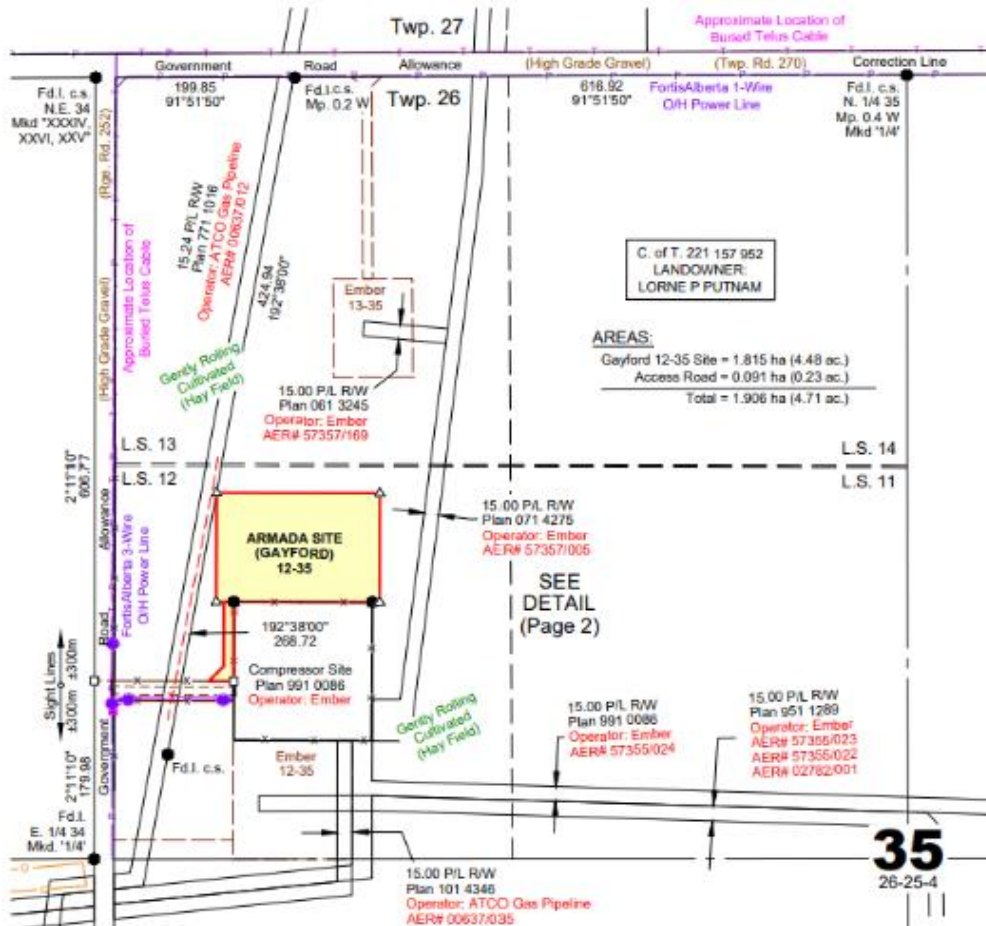 Twp. 27
Approximate Location of
Buried Telus Cable
Government
Road
Allowance
(High Grade Gravel)
(Twp. Rd. 270)
Correction Line
199.85
91°51'50"
Fd.I. c.s.
Mp. 0.2 W
Twp. 26
616.92
91°51'50"
FortisAlberta 1-Wire
O/H Power Line
Fd.I. c.s.
N. 1/4 35
Mp. 0.4 W
Mkd '1/4'
Fd.I. c.s.
N.E. 34
Mkd "XXXIV,
XXVI, XXV"
(Rge. Rd. 252)
(High Grade Gravel)
Approximate Location of
Buried Telus Cable
15.24 P/L R/W
Plan 771 1016
Operator: ATCO Gas Pipeline
AER# 00637/012
424.94
192°38'00"
Ember
13-35
C. of T. 221 157 952
LANDOWNER:
LORNE P PUTNAM
AREAS:
Gayford 12-35 Site = 1.815 ha (4.48 ac.)
Access Road = 0.091 ha (0.23 ac.)
Total = 1.906 ha (4.71 ac.)
Gently Rolling
Cultivated
(Hay Field)
15.00 P/L R/W
Plan 061 3245
Operator: Ember
AER# 57357/169
L.S. 13
L.S. 14
L.S. 12
L.S. 11
2°11'10"
606.77
Allowance
Road
Government
FortisAlberta 3-Wire
O/H Power Line
ARMADA SITE
(GAYFORD)
12-35
15.00 P/L R/W
Plan 071 4275
Operator: Ember
AER# 57357/005
SEE
DETAIL
(Page 2)
192°38'00"
268.72
Compressor Site
Plan 991 0086
Operator: Ember
Sight Lines
±300m
±300m
Gently Rolling
Cultivated
(Hay Field)
15.00 P/L R/W
Plan 991 0086
Operator: Ember
AER# 57355/024
15.00 P/L R/W
Plan 951 1289
Operator: Ember
AER# 57355/023
AER# 57355/022
AER# 02782/001
2°11'10"
179.98
Fd.I. c.s.
Ember
12-35
Fd.I.
E. 1/4 34
Mkd. '1/4'
35
26-25-4
15.00 P/L R/W
Plan 101 4346
Operator: ATCO Gas Pipeline
AER# 00637/035